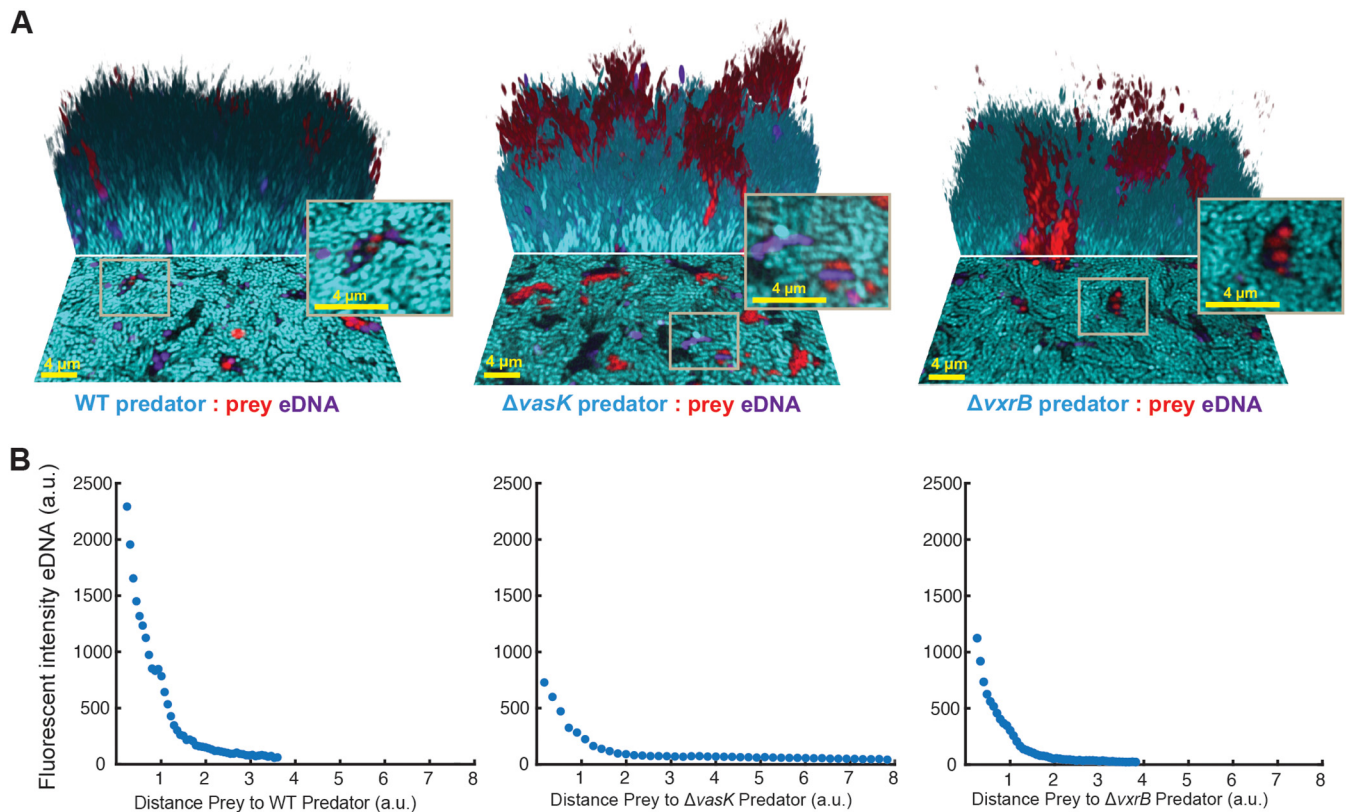 A
4 µm
4 µm
4 µm
4 µm
4 µm
4 µm
WT predator : prey eDNA
ΔvasK predator : prey eDNA
ΔvxrB predator : prey eDNA
B
Fluorescent intensity eDNA (a.u.)
2500
2000
1500
1000
500
0
1 2 3 4 5 6 7 8
Distance Prey to WT Predator (a.u.)
2500
2000
1500
1000
500
0
1 2 3 4 5 6 7 8
Distance Prey to ΔvasK Predator (a.u.)
2500
2000
1500
1000
500
0
1 2 3 4 5 6 7 8
Distance Prey to ΔvxrB Predator (a.u.)